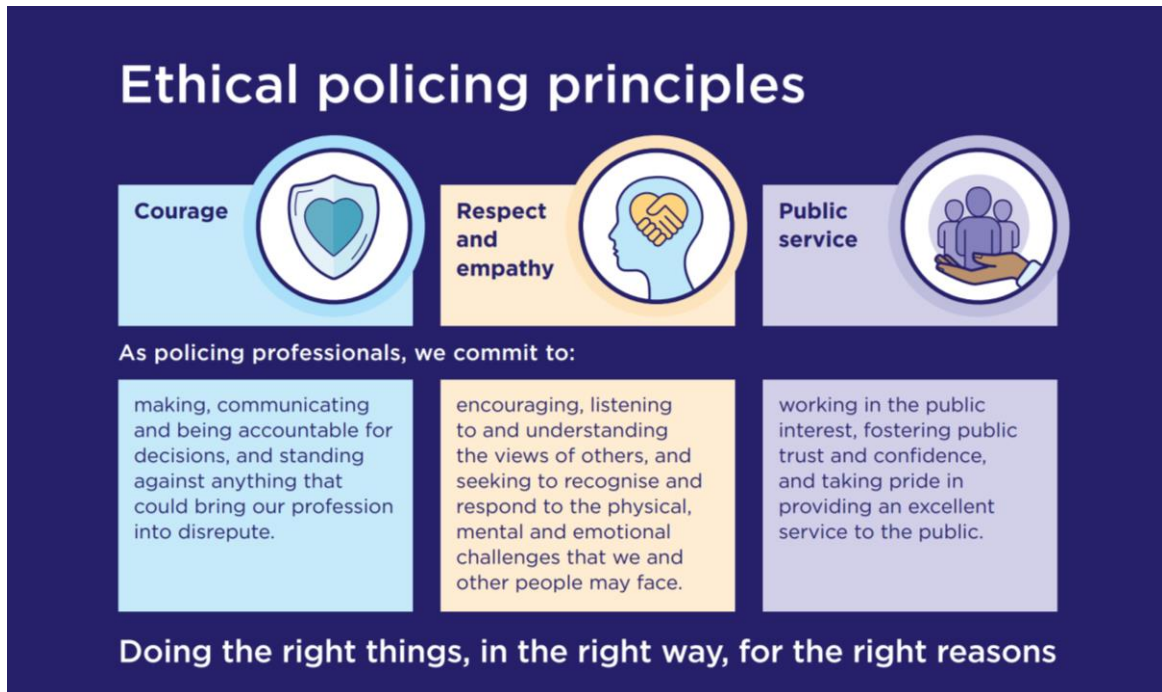 Ethical policing principles
Courage
Respect
and
empathy
Public
service
As policing professionals, we commit to:
making, communicating
and being accountable for
decisions, and standing
against anything that
could bring our profession
into disrepute.
encouraging, listening
to and understanding
the views of others, and
seeking to recognise and
respond to the physical,
mental and emotional
challenges that we and
other people may face.
working in the public
interest, fostering public
trust and confidence,
and taking pride in
providing an excellent
service to the public.
Doing the right things, in the right way, for the right reasons